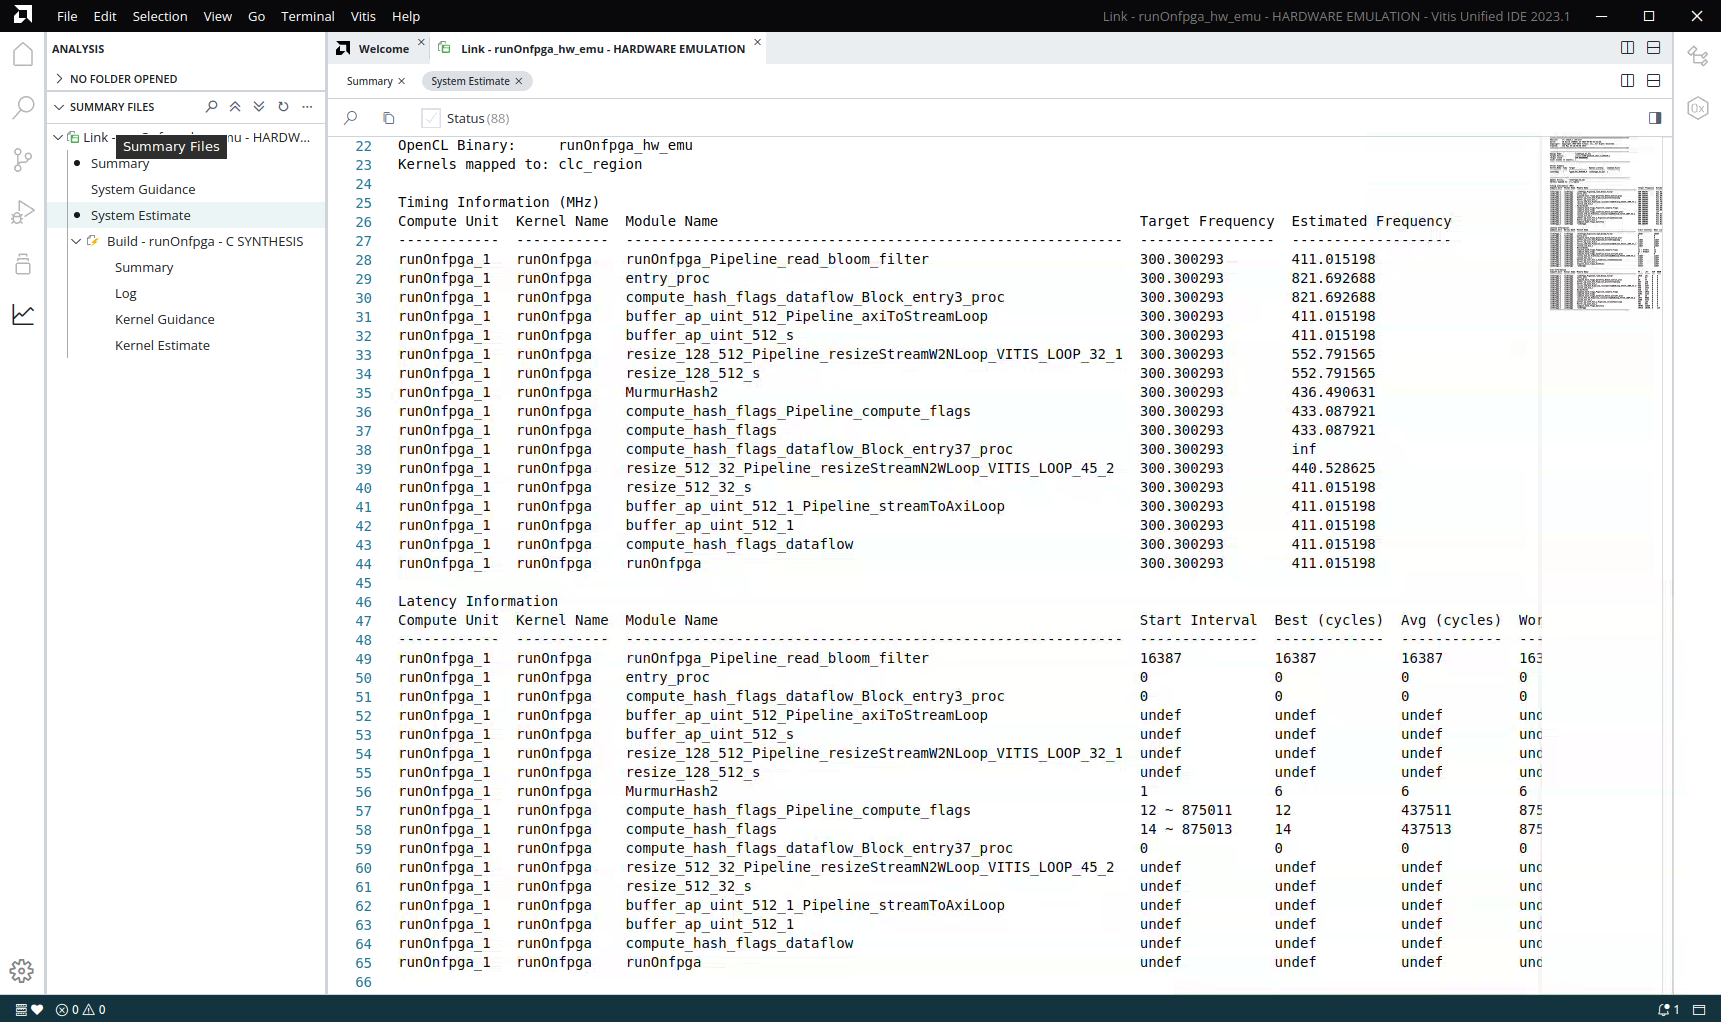 File Edit Selection View Go Terminal Vitis Help Link - runOnfpga_hw_emu - HARDWARE EMULATION - Vitis Unified IDE 2023.1
ANALYSIS
NO FOLDER OPENED
SUMMARY FILES
Link - emu - HARDW...
Summary Files
Summary
System Guidance
System Estimate
Build - runOnfpga - C SYNTHESIS
Summary
Log
Kernel Guidance
Kernel Estimate
Welcome Link - runOnfpga_hw_emu - HARDWARE EMULATION
Summary System Estimate
Status (88)
22 OpenCL Binary: runOnfpga_hw_emu
23 Kernels mapped to: clc_region
24
25 Timing Information (MHz)
26 Compute Unit Kernel Name Module Name Target Frequency Estimated Frequency
27 ------------ ----------- ----------------------------------------------------------- ---------------- -------------------
28 runOnfpga_1 runOnfpga runOnfpga_Pipeline_read_bloom_filter 300.300293 411.015198
29 runOnfpga_1 runOnfpga entry_proc 300.300293 821.692688
30 runOnfpga_1 runOnfpga compute_hash_flags_dataflow_Block_entry3_proc 300.300293 821.692688
31 runOnfpga_1 runOnfpga buffer_ap_uint_512_Pipeline_axiToStreamLoop 300.300293 411.015198
32 runOnfpga_1 runOnfpga buffer_ap_uint_512_s 300.300293 411.015198
33 runOnfpga_1 runOnfpga resize_128_512_Pipeline_resizeStreamW2NLoop_VITIS_LOOP_32_1 300.300293 552.791565
34 runOnfpga_1 runOnfpga resize_128_512_s 300.300293 552.791565
35 runOnfpga_1 runOnfpga MurmurHash2 300.300293 436.490631
36 runOnfpga_1 runOnfpga compute_hash_flags_Pipeline_compute_flags 300.300293 433.087921
37 runOnfpga_1 runOnfpga compute_hash_flags 300.300293 433.087921
38 runOnfpga_1 runOnfpga compute_hash_flags_dataflow_Block_entry37_proc 300.300293 inf
39 runOnfpga_1 runOnfpga resize_512_32_Pipeline_resizeStreamN2WLoop_VITIS_LOOP_45_2 300.300293 440.528625
40 runOnfpga_1 runOnfpga resize_512_32_s 300.300293 411.015198
41 runOnfpga_1 runOnfpga buffer_ap_uint_512_1_Pipeline_streamToAxiLoop 300.300293 411.015198
42 runOnfpga_1 runOnfpga buffer_ap_uint_512_1 300.300293 411.015198
43 runOnfpga_1 runOnfpga compute_hash_flags_dataflow 300.300293 411.015198
44 runOnfpga_1 runOnfpga runOnfpga 300.300293 411.015198
45
46 Latency Information
47 Compute Unit Kernel Name Module Name Start Interval Best (cycles) Avg (cycles) Wor
48 ------------ ----------- ----------------------------------------------------------- -------------- ------------- ------------ ---
49 runOnfpga_1 runOnfpga runOnfpga_Pipeline_read_bloom_filter 16387 16387 16387 163
50 runOnfpga_1 runOnfpga entry_proc 0 0 0 0
51 runOnfpga_1 runOnfpga compute_hash_flags_dataflow_Block_entry3_proc 0 0 0 0
52 runOnfpga_1 runOnfpga buffer_ap_uint_512_Pipeline_axiToStreamLoop undef undef undef und
53 runOnfpga_1 runOnfpga buffer_ap_uint_512_s undef undef undef und
54 runOnfpga_1 runOnfpga resize_128_512_Pipeline_resizeStreamW2NLoop_VITIS_LOOP_32_1 undef undef undef und
55 runOnfpga_1 runOnfpga resize_128_512_s undef undef undef und
56 runOnfpga_1 runOnfpga MurmurHash2 1 6 6 6
57 runOnfpga_1 runOnfpga compute_hash_flags_Pipeline_compute_flags 12 ~ 875011 12 437511 875
58 runOnfpga_1 runOnfpga compute_hash_flags 14 ~ 875013 14 437513 875
59 runOnfpga_1 runOnfpga compute_hash_flags_dataflow_Block_entry37_proc 0 0 0 0
60 runOnfpga_1 runOnfpga resize_512_32_Pipeline_resizeStreamN2WLoop_VITIS_LOOP_45_2 undef undef undef und
61 runOnfpga_1 runOnfpga resize_512_32_s undef undef undef und
62 runOnfpga_1 runOnfpga buffer_ap_uint_512_1_Pipeline_streamToAxiLoop undef undef undef und
63 runOnfpga_1 runOnfpga buffer_ap_uint_512_1 undef undef undef und
64 runOnfpga_1 runOnfpga compute_hash_flags_dataflow undef undef undef und
65 runOnfpga_1 runOnfpga runOnfpga undef undef undef und
66
0x
0 0 1